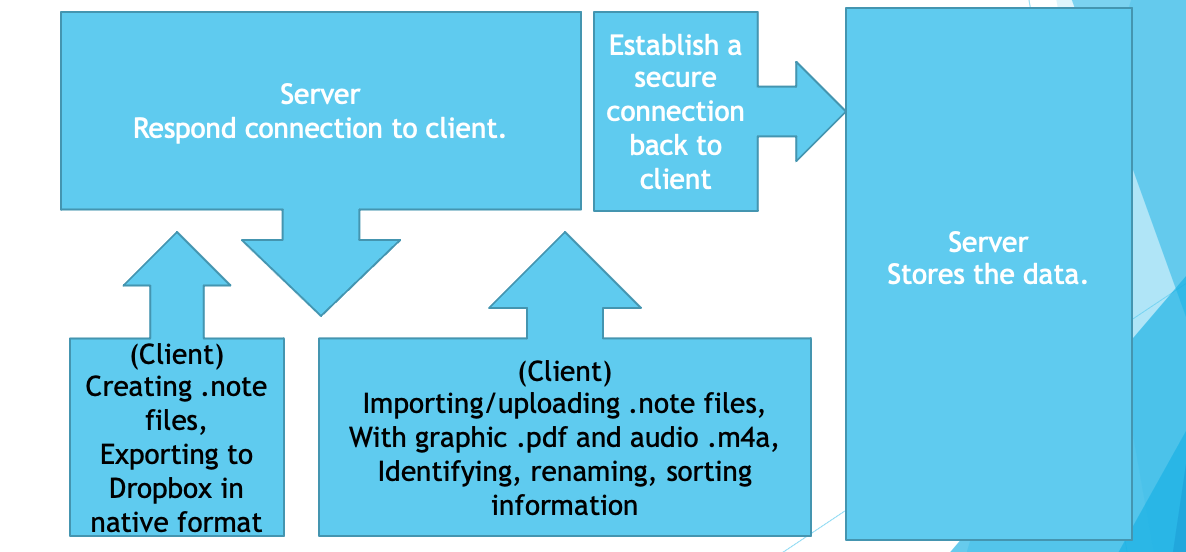 Server
Respond connection to client.
Establish a
secure
connection
back to
client
Server
Stores the data.
(Client)
Creating .note
files,
Exporting to
Dropbox in
native format
(Client)
Importing/uploading .note files,
With graphic .pdf and audio .m4a,
Identifying, renaming, sorting
information